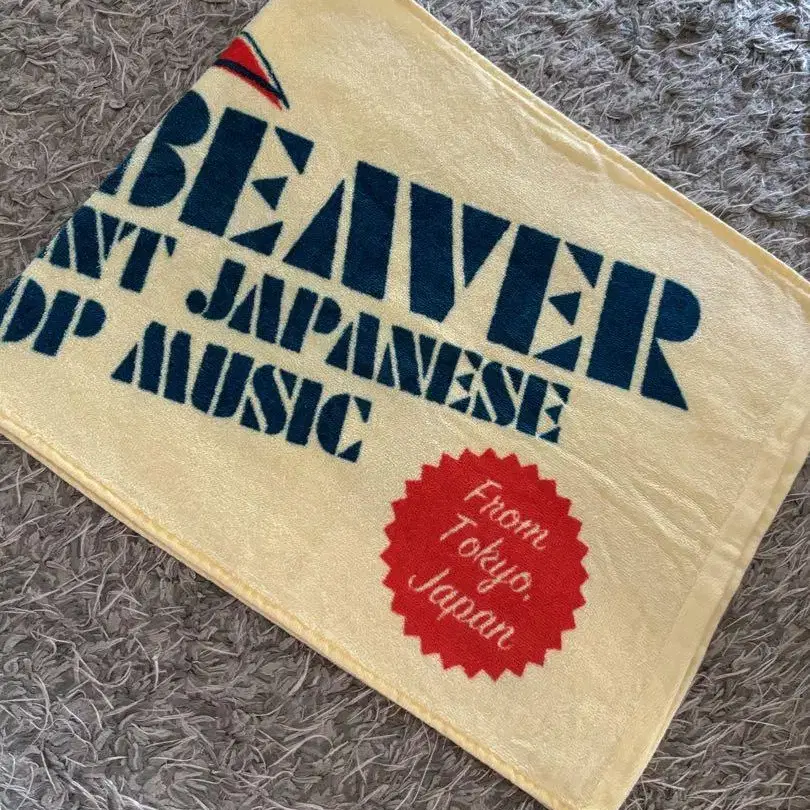 BEAVER
JAPANESE
MUSIC
From
Tokyo,
Japan